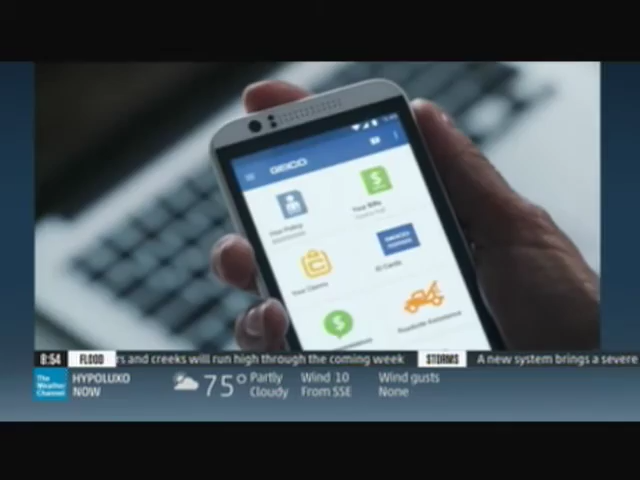 GEICO
Your Policy
Your Bills
Your Claims
ID Cards
Roadside Assistance
8:54 FLOOD rs and creeks will run high through the coming week STORMS A new system brings a severe
The
Weather
Channel
HYPOLUXO
NOW
75°
Partly
Cloudy
Wind 10
From SSE
Wind gusts
None